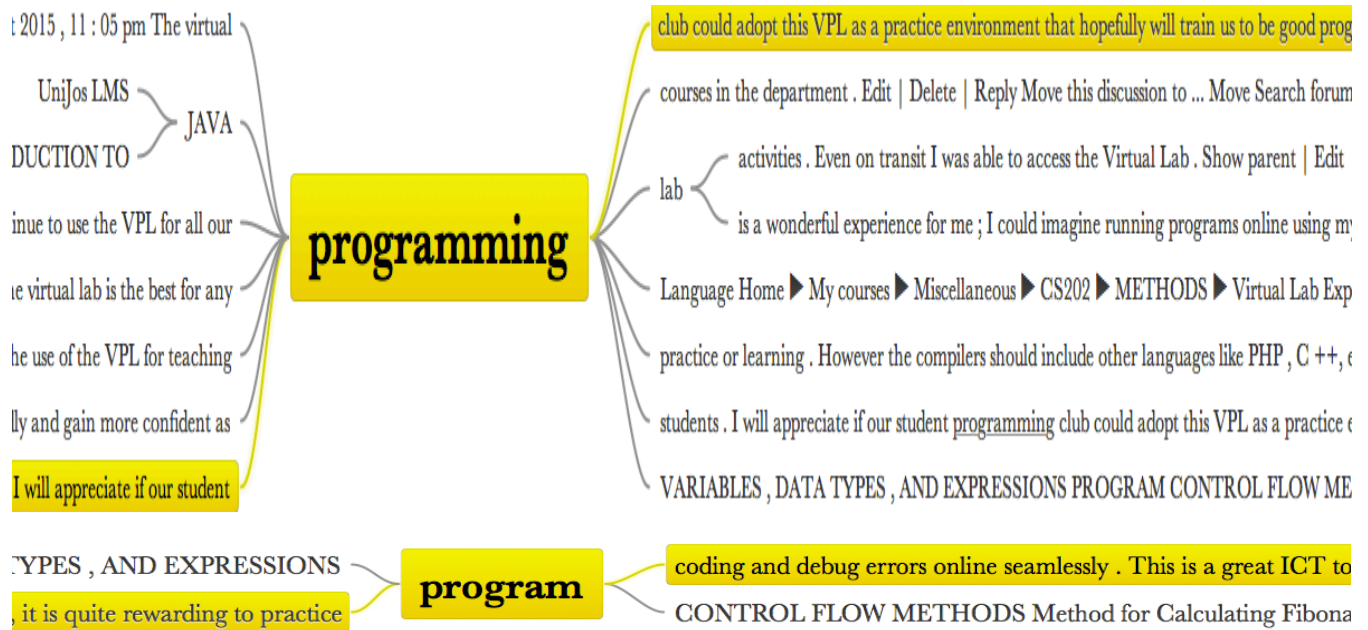 2015 , 11 : 05 pm The virtual
UniJos LMS
JAVA
DUCTION TO
inue to use the VPL for all our
virtual lab is the best for any
he use of the VPL for teaching
lly and gain more confident as
I will appreciate if our student
programming
club could adopt this VPL as a practice environment that hopefully will train us to be good prog
courses in the department . Edit | Delete | Reply Move this discussion to ... Move Search forum
lab
activities . Even on transit I was able to access the Virtual Lab . Show parent | Edit
is a wonderful experience for me ; I could imagine running programs online using my
Language Home ▶ My courses ▶ Miscellaneous ▶ CS202 ▶ METHODS ▶ Virtual Lab Exp
practice or learning . However the compilers should include other languages like PHP , C ++,
students . I will appreciate if our student programming club could adopt this VPL as a practice
VARIABLES , DATA TYPES , AND EXPRESSIONS PROGRAM CONTROL FLOW ME
TYPES , AND EXPRESSIONS
, it is quite rewarding to practice
program
coding and debug errors online seamlessly . This is a great ICT to
CONTROL FLOW METHODS Method for Calculating Fibona